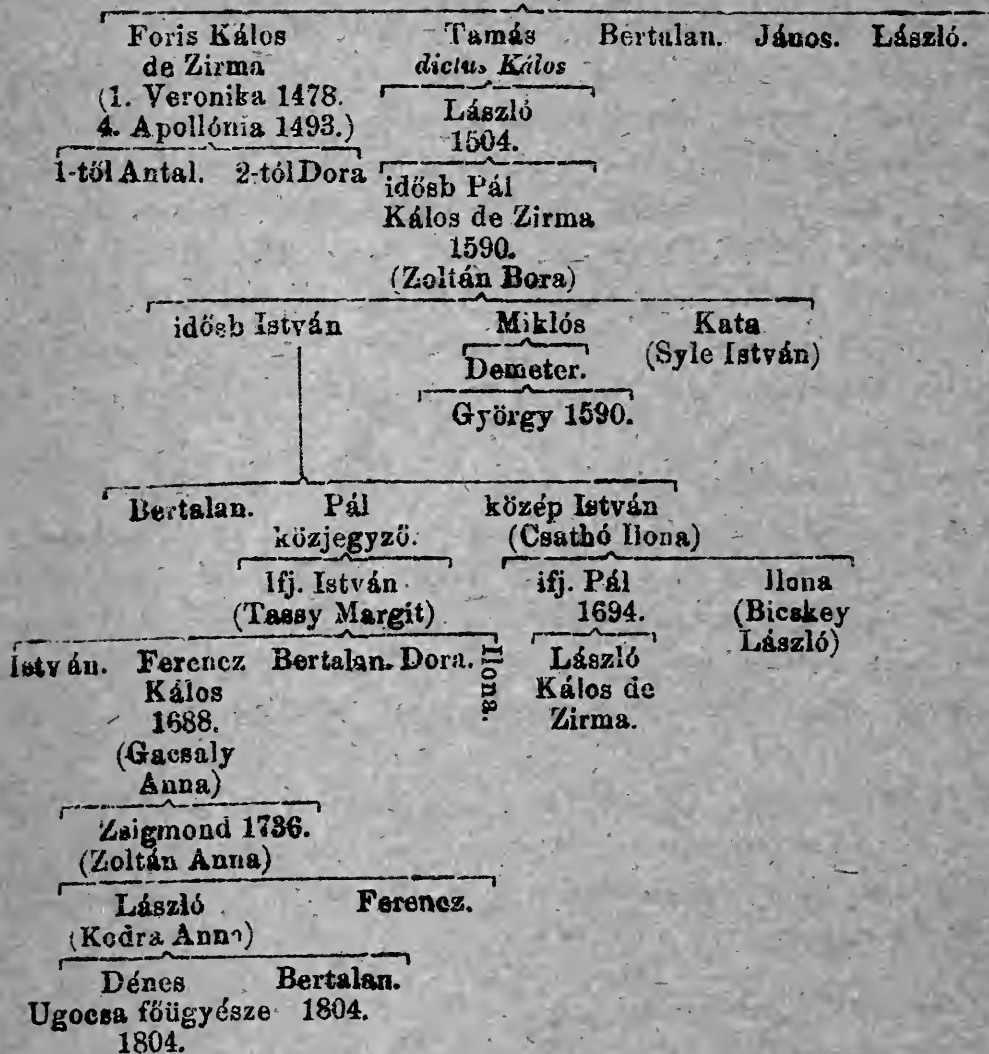 Foris Kálos Tamás Bertalan. János. László.
de Zirma dictus Kálos
(1. Veronika 1478. László
4. Apollónia 1493.) 1504.
1-től Antal. 2-tól Dora idősb Pál
Kálos de Zirma
1590.
(Zoltán Bora)
idősb István Miklós Kata
Demeter. (Syle István)
György 1590.
Bertalan. Pál közép István
közjegyző. (Csathó Ilona)
Ifj. István ifj. Pál Ilona
(Tassy Margit) 1694. (Bicskey
László)
István. Ferencz Bertalan. Dora. Ilona. László
Kálos Kálos de
1688. Zirma.
(Gacsaly
Anna)
Zsigmond 1736.
(Zoltán Anna)
László Ferencz.
(Kodra Anna)
Dénes Bertalan.
Ugocsa főügyésze 1804.
1804.